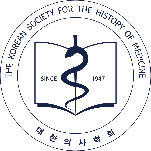 THE KOREAN SOCIETY FOR THE HISTORY OF MEDICINE
SINCE 1947
대한의사학회